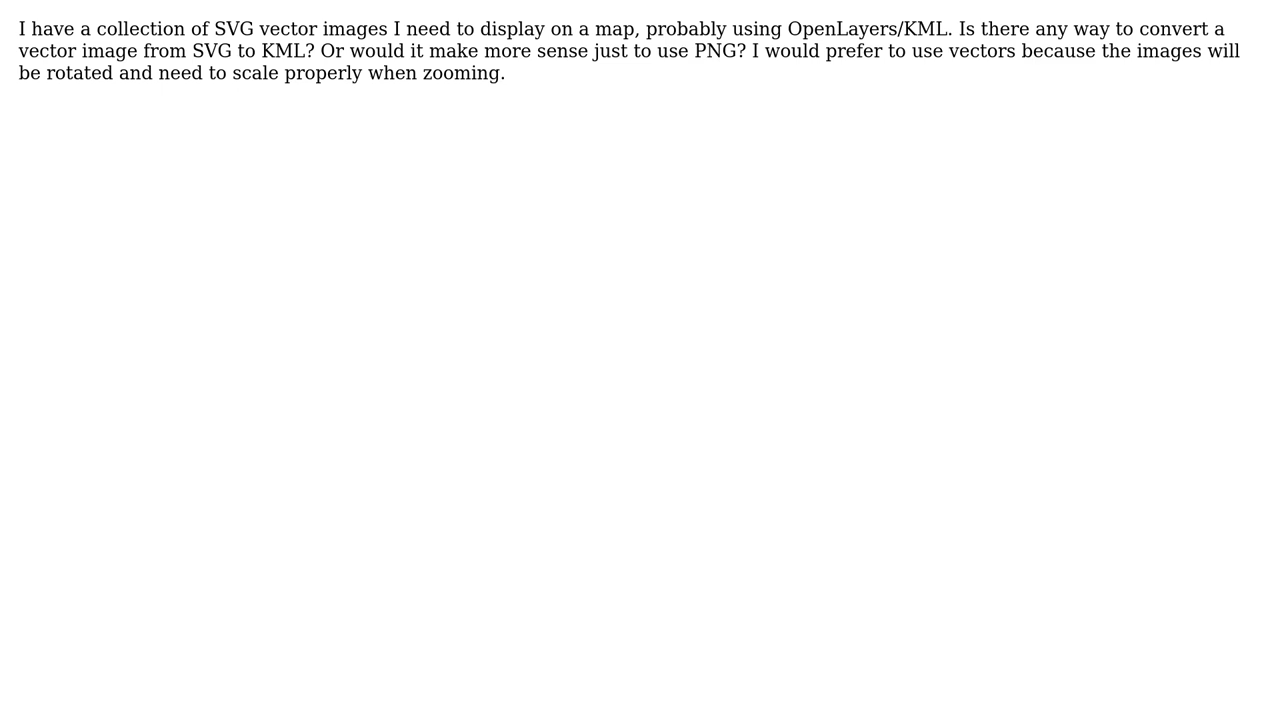 I have a collection of SVG vector images I need to display on a map, probably using OpenLayers/KML. Is there any way to convert a
vector image from SVG to KML? Or would it make more sense just to use PNG? I would prefer to use vectors because the images will
be rotated and need to scale properly when zooming.